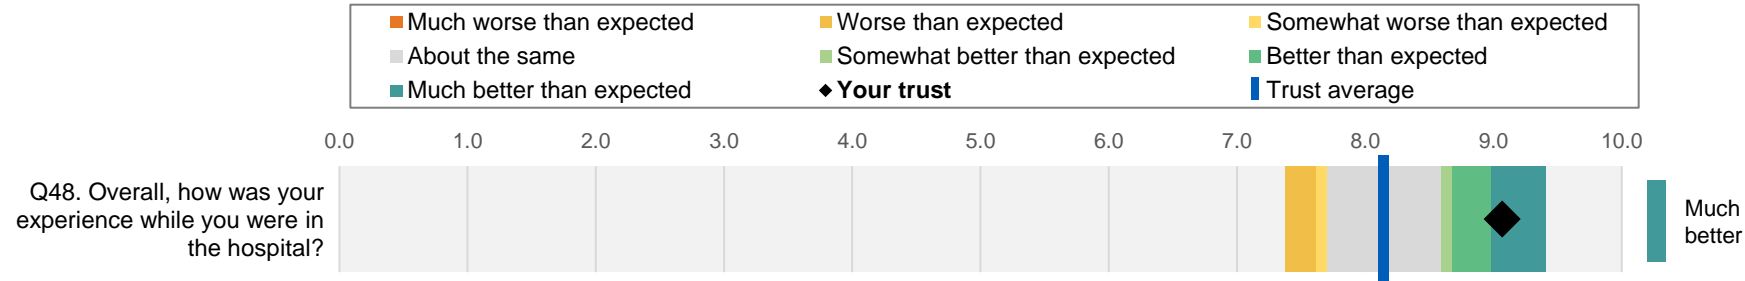 Much worse than expected Worse than expected Somewhat worse than expected
About the same Somewhat better than expected Better than expected
Much better than expected Your trust Trust average
0.0 1.0 2.0 3.0 4.0 5.0 6.0 7.0 8.0 9.0 10.0
Q48. Overall, how was your
experience while you were in
the hospital?
Much
better